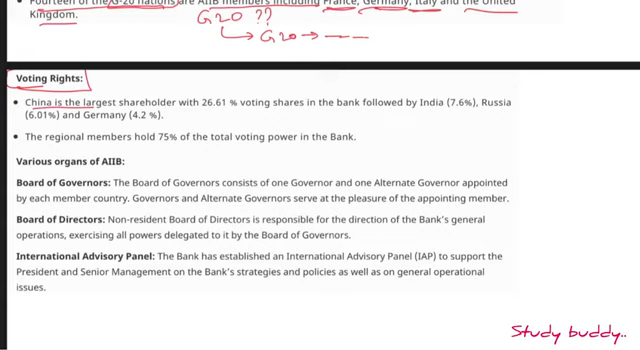 Fourteen of the G-20 nations are AIIB members including France, Germany, Italy and the United
Kingdom.
G20 ??
G20
Voting Rights:
• China is the largest shareholder with 26.61 % voting shares in the bank followed by India (7.6%), Russia
(6.01%) and Germany (4.2 %).
• The regional members hold 75% of the total voting power in the Bank.
Various organs of AIIB:
Board of Governors: The Board of Governors consists of one Governor and one Alternate Governor appointed
by each member country. Governors and Alternate Governors serve at the pleasure of the appointing member.
Board of Directors: Non-resident Board of Directors is responsible for the direction of the Bank's general
operations, exercising all powers delegated to it by the Board of Governors.
International Advisory Panel: The Bank has established an International Advisory Panel (IAP) to support the
President and Senior Management on the Bank's strategies and policies as well as on general operational
issues.
Study buddy..